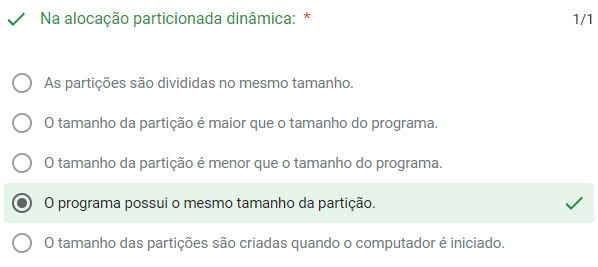 Na alocação particionada dinâmica: * 1/1
As partições são divididas no mesmo tamanho.
O tamanho da partição é maior que o tamanho do programa.
O tamanho da partição é menor que o tamanho do programa.
O programa possui o mesmo tamanho da partição.
O tamanho das partições são criadas quando o computador é iniciado.